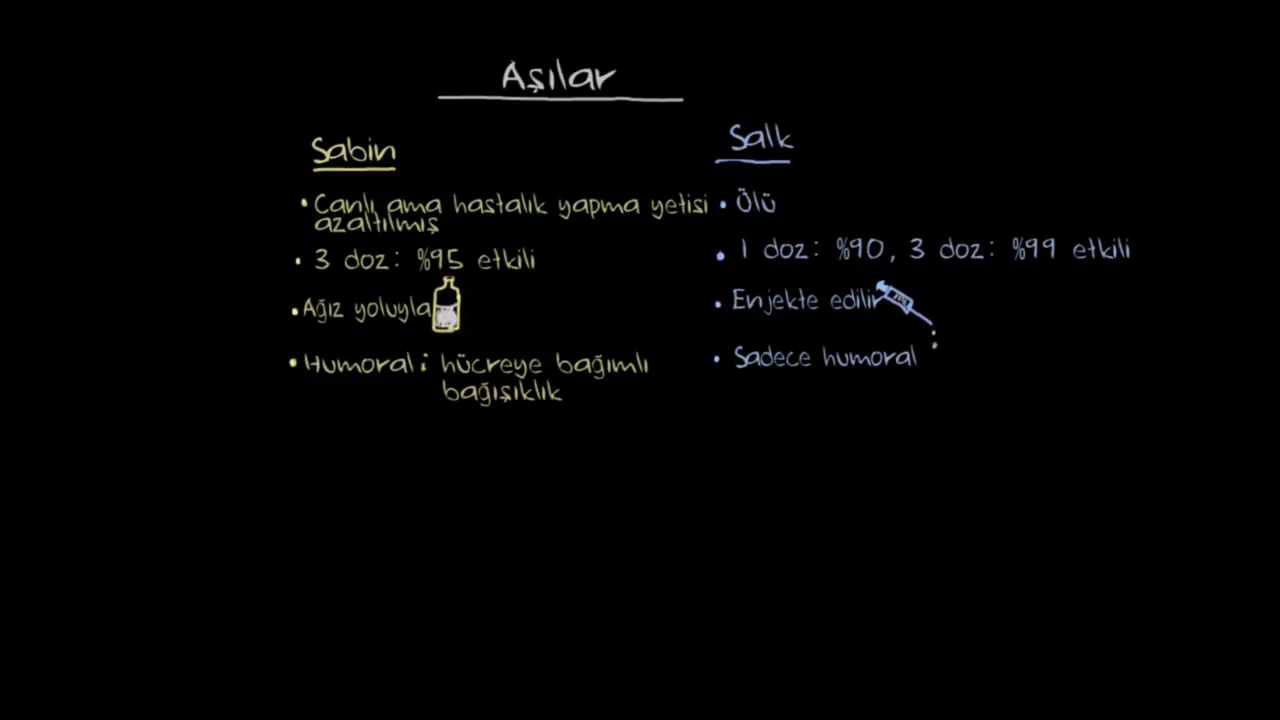 Aşılar
Sabin
• Canlı ama hastalık yapma yetisi
azaltılmış
• 3 doz: %95 etkili
• Ağız yoluyla
• Humoral: hücreye bağımlı
bağışıklık
Salk
• Ölü
• 1 doz: %90, 3 doz: %99 etkili
• Enjekte edilir
• Sadece humoral